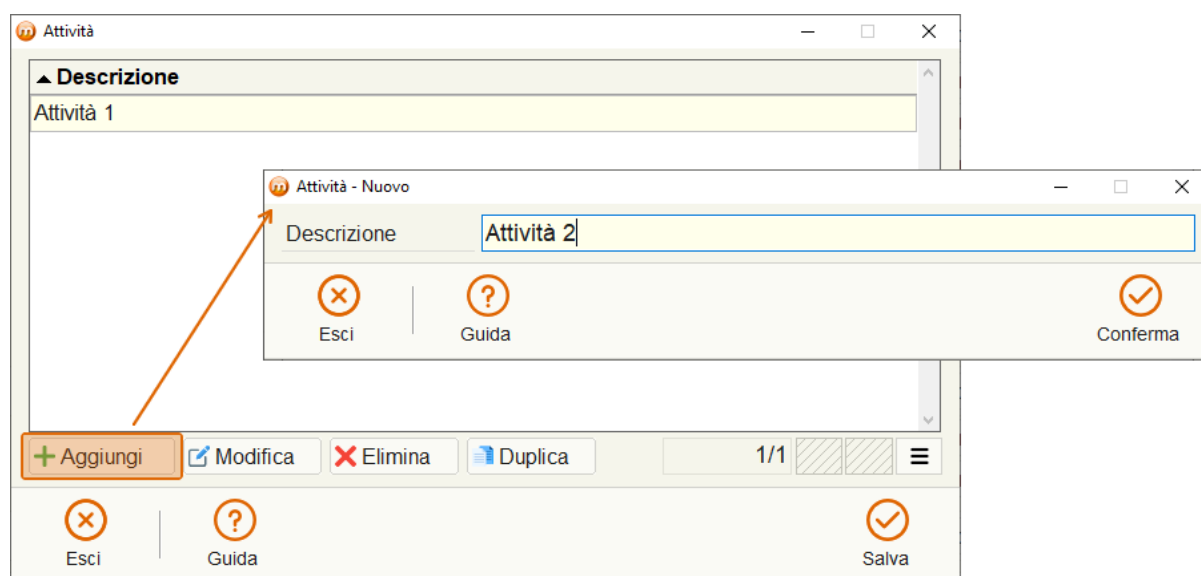 Attività
Descrizione
Attività 1
Attività - Nuovo
Descrizione Attività 2
Esci Guida Conferma
Aggiungi Modifica Elimina Duplica 1/1
Esci Guida Salva